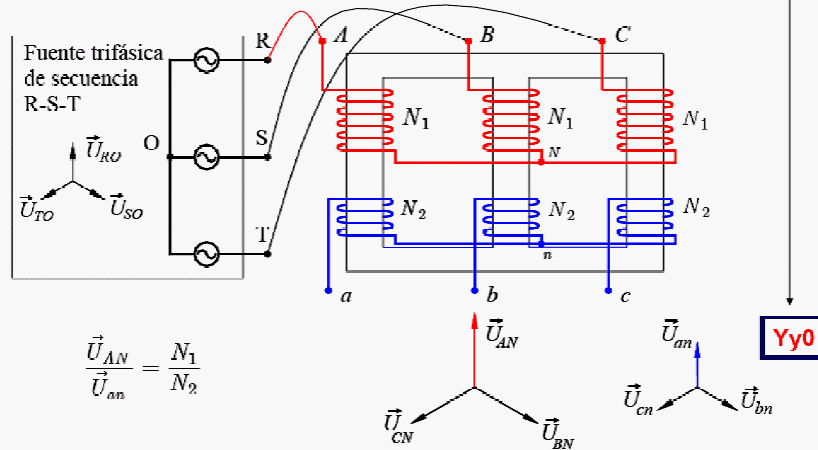 Fuente trifásica
de secuencia
R-S-T
R
A
B
C
O
S
T
U⃗RO
U⃗TO
U⃗SO
N₁
N₁
N₁
N
N₂
N₂
N₂
n
a
b
c
U⃗AN / U⃗an = N₁ / N₂
U⃗AN
U⃗CN
U⃗BN
U⃗an
U⃗cn
U⃗bn
Yy0